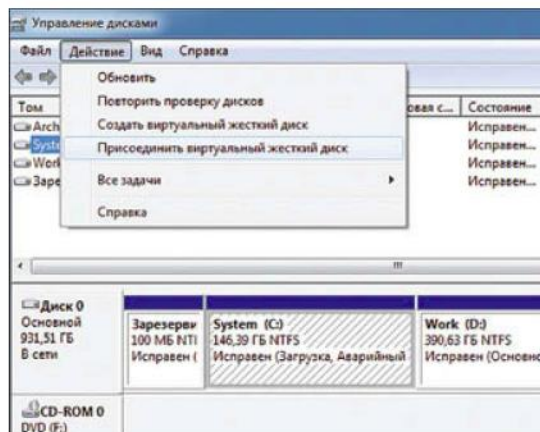 Управление дисками
Файл Действие Вид Справка
Обновить
Повторить проверку дисков
Создать виртуальный жесткий диск
Присоединить виртуальный жесткий диск
Все задачи
Справка
Том овая с... Состояние
Arch Исправен...
Syste Исправен...
Work Исправен...
Заре Исправен...
Диск 0
Основной
931,51 ГБ
В сети
Зарезерви
100 МБ NTI
Исправен (
System (C:)
146,39 ГБ NTFS
Исправен (Загрузка, Аварийный
Work (D:)
390,63 ГБ NTFS
Исправен (Основно
CD-ROM 0
DVD (F:)